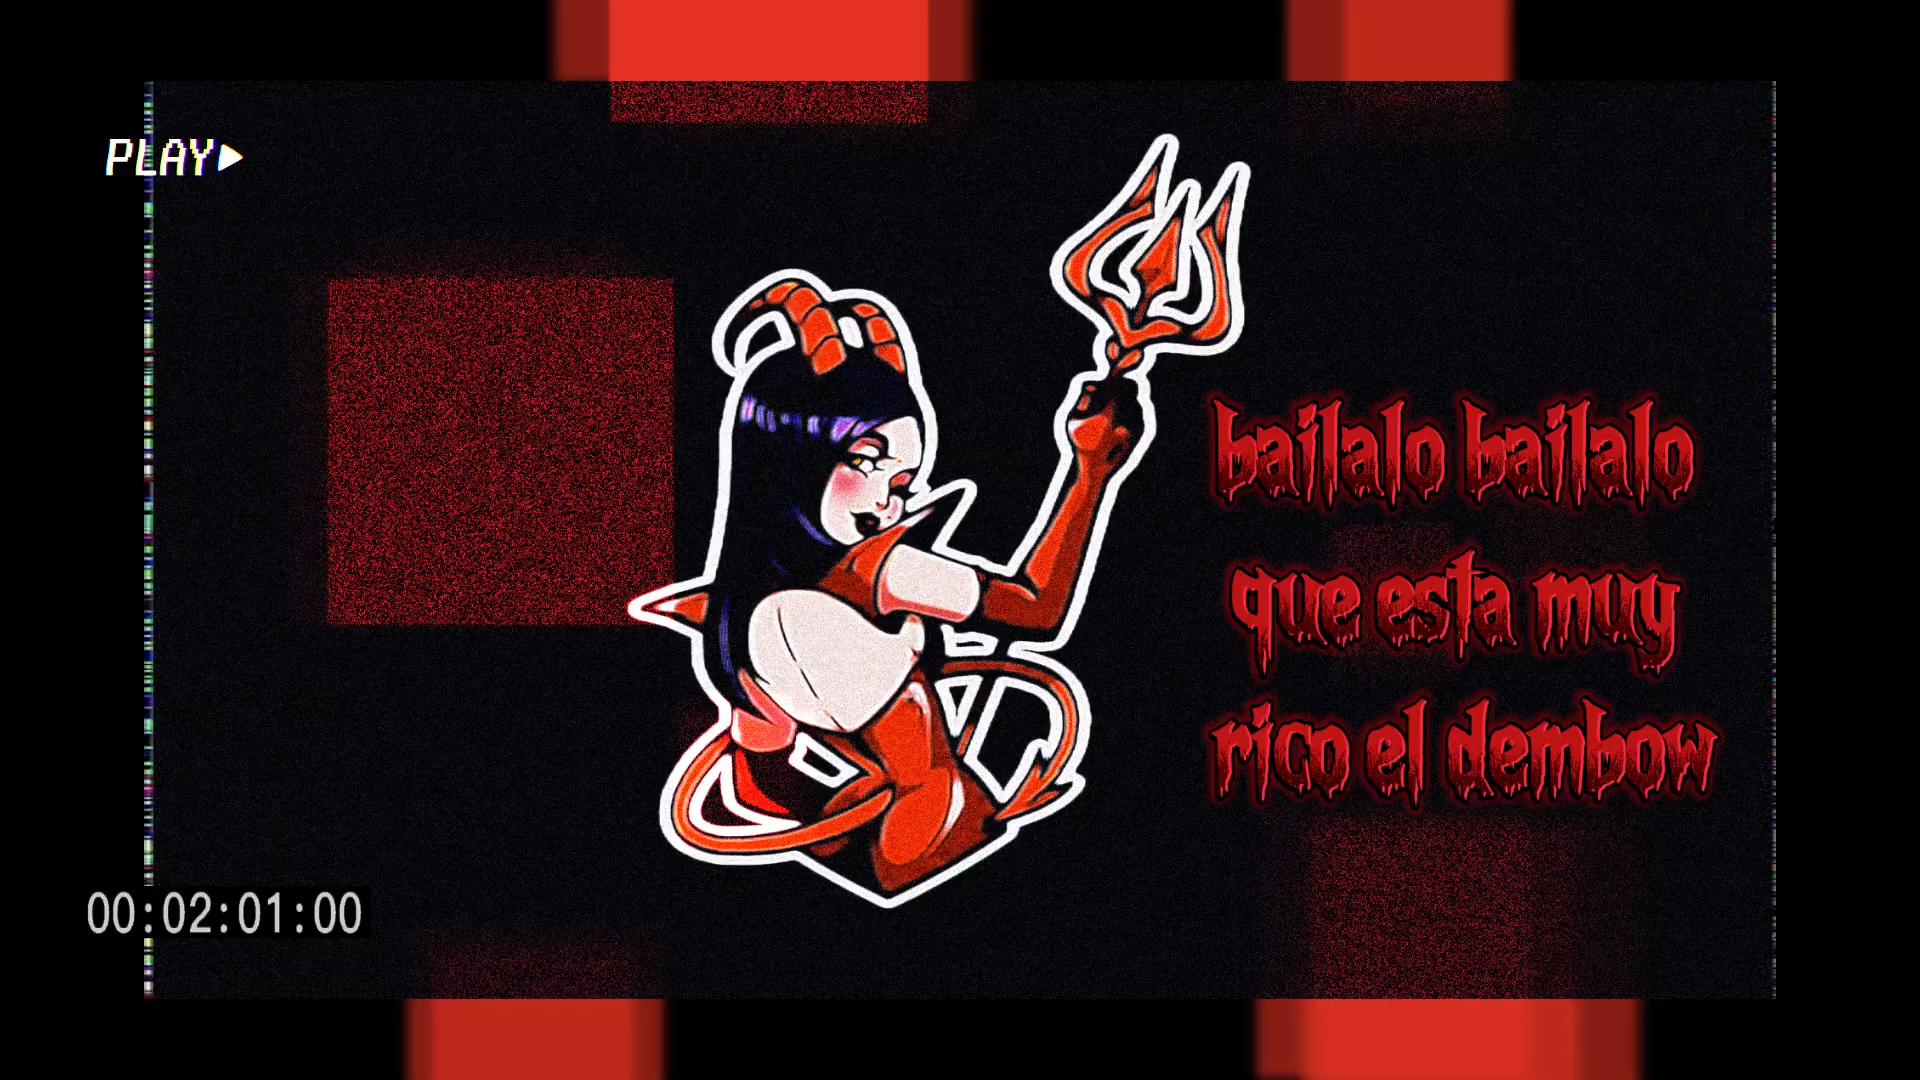 PLAY
bailalo bailalo
que esta muy
rico el dembow
00:02:01:00